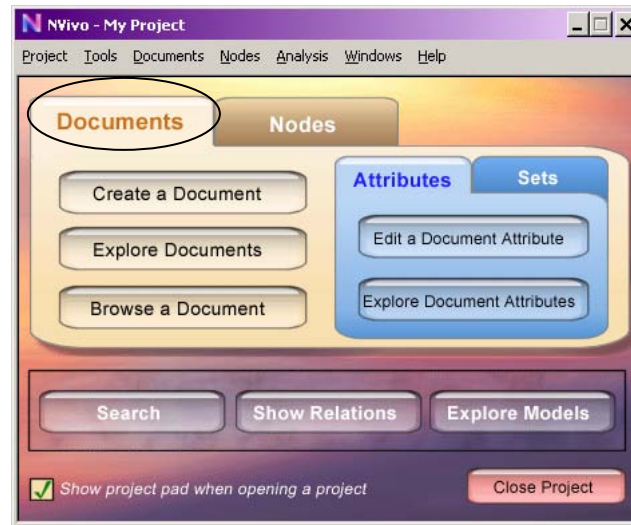 NVivo - My Project
Project Tools Documents Nodes Analysis Windows Help
Documents Nodes
Attributes Sets
Create a Document
Edit a Document Attribute
Explore Documents
Explore Document Attributes
Browse a Document
Search Show Relations Explore Models
Show project pad when opening a project Close Project